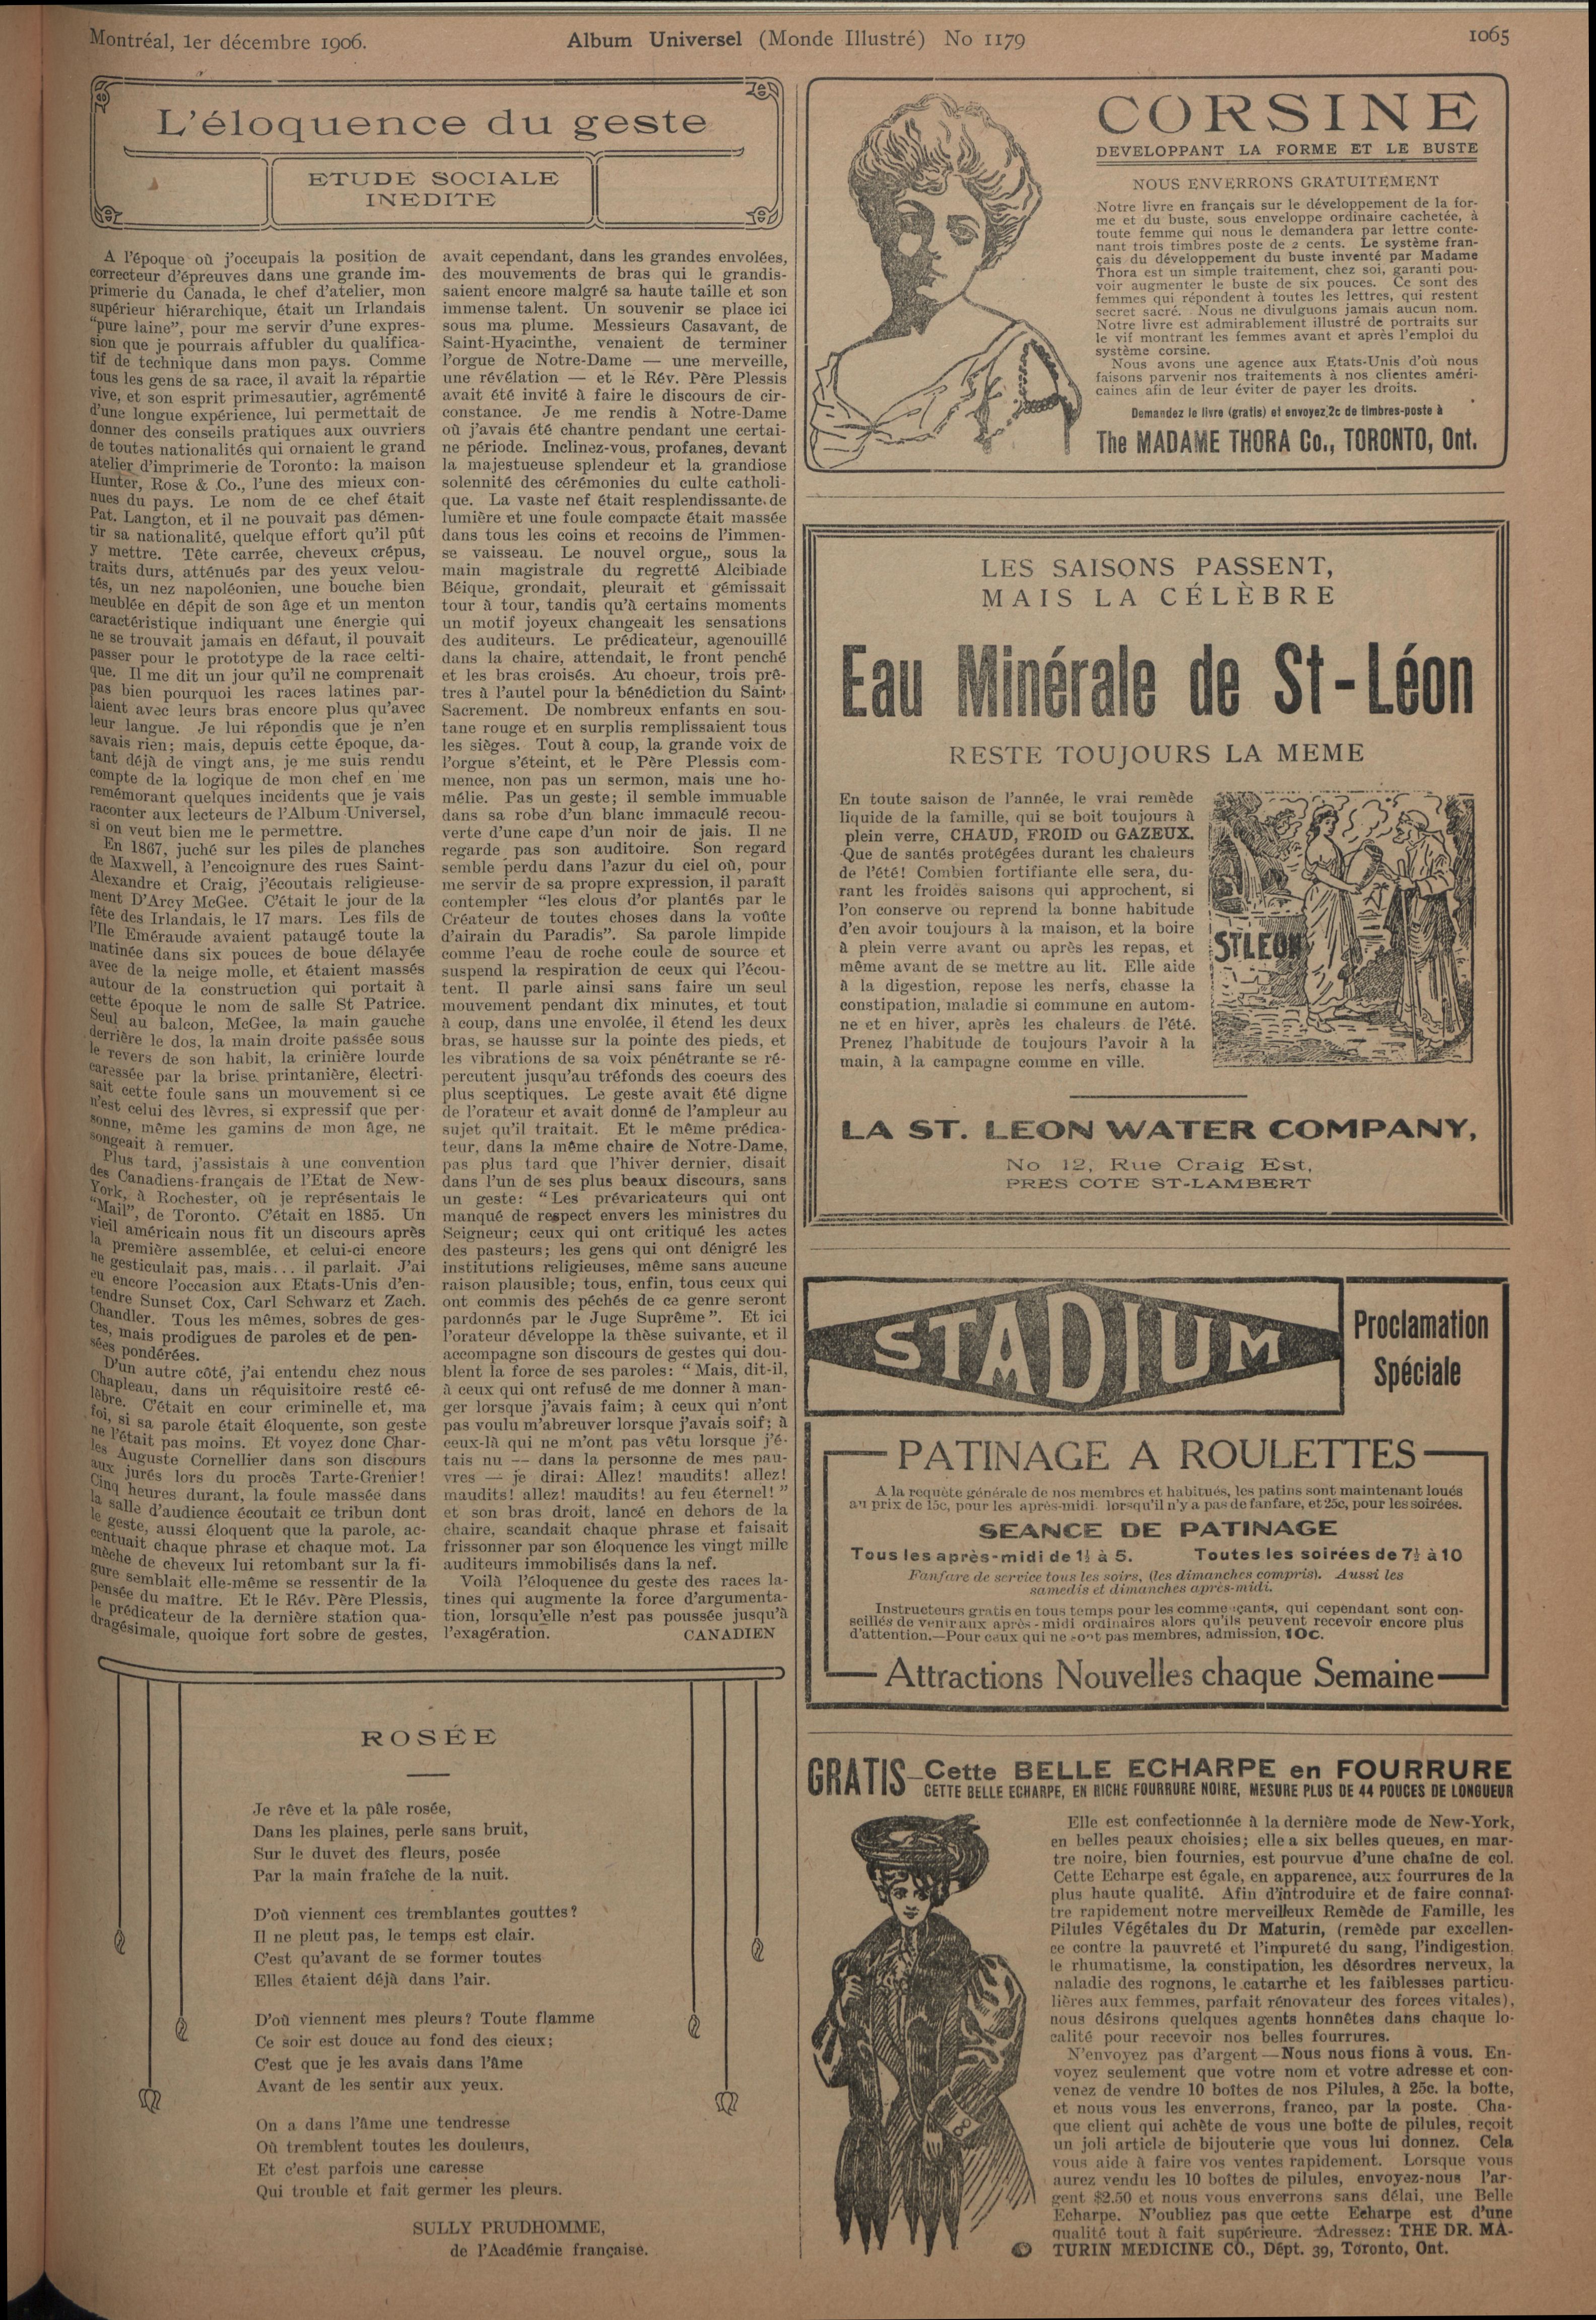 Montréal, 1er décembre 1906.
Album Universel (Monde Illustré) No 1179
1065
L'éloquence du geste
ETUDE SOCIALE
INEDITE
A l'époque où j'occupais la position de
correcteur d'épreuves dans une grande im-
primerie du Canada, le chef d'atelier, mon
supérieur hiérarchique, était un Irlandais
"pure laine", pour me servir d'une expres-
sion que je pourrais affubler du qualifica-
tif de technique dans mon pays. Comme
tous les gens de sa race, il avait la répartie
vive, et son esprit primesautier, agrémenté
d'une longue expérience, lui permettait de
donner des conseils pratiques aux ouvriers
de toutes nationalités qui ornaient le grand
atelier d'imprimerie de Toronto: la maison
Hunter, Rose & Co., l'une des mieux con-
nues du pays. Le nom de ce chef était
Pat. Langton, et il ne pouvait pas démen-
tir sa nationalité, quelque effort qu'il pût
y mettre. Tête carrée, cheveux crépus,
traits durs, atténués par des yeux velou-
tés, un nez napoléonien, une bouche bien
meublée en dépit de son âge et un menton
caractéristique indiquant une énergie qui
ne se trouvait jamais en défaut, il pouvait
passer pour le prototype de la race celti-
que. Il me dit un jour qu'il ne comprenait
pas bien pourquoi les races latines par-
laient avec leurs bras encore plus qu'avec
leur langue. Je lui répondis que je n'en
savais rien; mais, depuis cette époque, da-
tant déjà de vingt ans, je me suis rendu
compte de la logique de mon chef en me
remémorant quelques incidents que je vais
raconter aux lecteurs de l'Album Universel,
si on veut bien me le permettre.
En 1867, juché sur les piles de planches
de Maxwell, à l'encoignure des rues Saint-
Alexandre et Craig, j'écoutais religieuse-
ment D'Arcy McGee. C'était le jour de la
fête des Irlandais, le 17 mars. Les fils de
l'Ile Emeraude avaient pataugé toute la
matinée dans six pouces de boue délayée
avec de la neige molle, et étaient massés
autour de la construction qui portait à
cette époque le nom de salle St Patrice.
Seul au balcon, McGee, la main gauche
derrière le dos, la main droite passée sous
le revers de son habit, la crinière lourde
caressée par la brise printanière, électri-
sait cette foule sans un mouvement si ce
n'est celui des lèvres, si expressif que per-
sonne, même les gamins de mon âge, ne
songeait à remuer.
Plus tard, j'assistais à une convention
des Canadiens-français de l'Etat de New-
York, à Rochester, où je représentais le
"Mail", de Toronto. C'était en 1885. Un
vieil américain nous fit un discours après
la première assemblée, et celui-ci encore
ne gesticulait pas, mais... il parlait. J'ai
eu encore l'occasion aux Etats-Unis d'en-
tendre Sunset Cox, Carl Schwarz et Zach.
Chandler. Tous les mêmes, sobres de ges-
tes, mais prodigues de paroles et de pen-
sées pondérées.
D'un autre côté, j'ai entendu chez nous
Chapleau, dans un réquisitoire resté cé-
lèbre. C'était en cour criminelle et, ma
foi, si sa parole était éloquente, son geste
ne l'était pas moins. Et voyez donc Char-
les Auguste Cornellier dans son discours
aux jurés lors du procès Tarte-Grenier!
Cinq heures durant, la foule massée dans
la salle d'audience écoutait ce tribun dont
le geste, aussi éloquent que la parole, ac-
centuait chaque phrase et chaque mot. La
mèche de cheveux lui retombant sur la fi-
gure semblait elle-même se ressentir de la
pensée du maître. Et le Rév. Père Plessis,
le prédicateur de la dernière station qua-
dragésimale, quoique fort sobre de gestes,
avait cependant, dans les grandes envolées,
des mouvements de bras qui le grandis-
saient encore malgré sa haute taille et son
immense talent. Un souvenir se place ici
sous ma plume. Messieurs Casavant, de
Saint-Hyacinthe, venaient de terminer
l'orgue de Notre-Dame — une merveille,
une révélation — et le Rév. Père Plessis
avait été invité à faire le discours de cir-
constance. Je me rendis à Notre-Dame
où j'avais été chantre pendant une certai-
ne période. Inclinez-vous, profanes, devant
la majestueuse splendeur et la grandiose
solennité des cérémonies du culte catholi-
que. La vaste nef était resplendissante de
lumière et une foule compacte était massée
dans tous les coins et recoins de l'immen-
se vaisseau. Le nouvel orgue,, sous la
main magistrale du regretté Alcibiade
Béique, grondait, pleurait et gémissait
tour à tour, tandis qu'à certains moments
un motif joyeux changeait les sensations
des auditeurs. Le prédicateur, agenouillé
dans la chaire, attendait, le front penché
et les bras croisés. Au choeur, trois prê-
tres à l'autel pour la bénédiction du Saint-
Sacrement. De nombreux enfants en sou-
tane rouge et en surplis remplissaient tous
les sièges. Tout à coup, la grande voix de
l'orgue s'éteint, et le Père Plessis com-
mence, non pas un sermon, mais une ho-
mélie. Pas un geste; il semble immuable
dans sa robe d'un blanc immaculé recou-
verte d'une cape d'un noir de jais. Il ne
regarde pas son auditoire. Son regard
semble perdu dans l'azur du ciel où, pour
me servir de sa propre expression, il paraît
contempler "les clous d'or plantés par le
Créateur de toutes choses dans la voûte
d'airain du Paradis". Sa parole limpide
comme l'eau de roche coule de source et
suspend la respiration de ceux qui l'écou-
tent. Il parle ainsi sans faire un seul
mouvement pendant dix minutes, et tout
à coup, dans une envolée, il étend les deux
bras, se hausse sur la pointe des pieds, et
les vibrations de sa voix pénétrante se ré-
percutent jusqu'au tréfonds des coeurs des
plus sceptiques. Le geste avait été digne
de l'orateur et avait donné de l'ampleur au
sujet qu'il traitait. Et le même prédica-
teur, dans la même chaire de Notre-Dame,
pas plus tard que l'hiver dernier, disait
dans l'un de ses plus beaux discours, sans
un geste: "Les prévaricateurs qui ont
manqué de respect envers les ministres du
Seigneur; ceux qui ont critiqué les actes
des pasteurs; les gens qui ont dénigré les
institutions religieuses, même sans aucune
raison plausible; tous, enfin, tous ceux qui
ont commis des péchés de ce genre seront
pardonnés par le Juge Suprême". Et ici
l'orateur développe la thèse suivante, et il
accompagne son discours de gestes qui dou-
blent la force de ses paroles: "Mais, dit-il,
à ceux qui ont refusé de me donner à man-
ger lorsque j'avais faim; à ceux qui n'ont
pas voulu m'abreuver lorsque j'avais soif; à
ceux-là qui ne m'ont pas vêtu lorsque j'é-
tais nu — dans la personne de mes pau-
vres — je dirai: Allez! maudits! allez!
maudits! allez! maudits! au feu éternel!"
et son bras droit, lancé en dehors de la
chaire, scandait chaque phrase et faisait
frissonner par son éloquence les vingt mille
auditeurs immobilisés dans la nef.
Voilà l'éloquence du geste des races la-
tines qui augmente la force d'argumenta-
tion, lorsqu'elle n'est pas poussée jusqu'à
l'exagération.
CANADIEN
ROSÉE
Je rêve et la pâle rosée,
Dans les plaines, perle sans bruit,
Sur le duvet des fleurs, posée
Par la main fraîche de la nuit.
D'où viennent ces tremblantes gouttes?
Il ne pleut pas, le temps est clair.
C'est qu'avant de se former toutes
Elles étaient déjà dans l'air.
D'où viennent mes pleurs? Toute flamme
Ce soir est douce au fond des cieux;
C'est que je les avais dans l'âme
Avant de les sentir aux yeux.
On a dans l'âme une tendresse
Où tremblent toutes les douleurs,
Et c'est parfois une caresse
Qui trouble et fait germer les pleurs.
SULLY PRUDHOMME,
de l'Académie française.
CORSINE
DEVELOPPANT LA FORME ET LE BUSTE
NOUS ENVERRONS GRATUITEMENT
Notre livre en français sur le développement de la for-
me et du buste, sous enveloppe ordinaire cachetée, à
toute femme qui nous le demandera par lettre conte-
nant trois timbres poste de 2 cents. Le système fran-
çais du développement du buste inventé par Madame
Thora est un simple traitement, chez soi, garanti pou-
voir augmenter le buste de six pouces. Ce sont des
femmes qui répondent à toutes les lettres, qui restent
secret sacré. Nous ne divulguons jamais aucun nom.
Notre livre est admirablement illustré de portraits sur
le vif montrant les femmes avant et après l'emploi du
système corsine.
Nous avons une agence aux Etats-Unis d'où nous
faisons parvenir nos traitements à nos clientes améri-
caines afin de leur éviter de payer les droits.
Demandez le livre (gratis) et envoyez 2c de timbres-poste à
The MADAME THORA Co., TORONTO, Ont.
LES SAISONS PASSENT,
MAIS LA CÉLÈBRE
Eau Minérale de St-Léon
RESTE TOUJOURS LA MEME
En toute saison de l'année, le vrai remède
liquide de la famille, qui se boit toujours à
plein verre, CHAUD, FROID ou GAZEUX.
Que de santés protégées durant les chaleurs
de l'été! Combien fortifiante elle sera, du-
rant les froides saisons qui approchent, si
l'on conserve ou reprend la bonne habitude
d'en avoir toujours à la maison, et la boire
à plein verre avant ou après les repas, et
même avant de se mettre au lit. Elle aide
à la digestion, repose les nerfs, chasse la
constipation, maladie si commune en autom-
ne et en hiver, après les chaleurs de l'été.
Prenez l'habitude de toujours l'avoir à la
main, à la campagne comme en ville.
ST LEON
LA ST. LEON WATER COMPANY,
No 12, Rue Craig Est,
PRES COTE ST-LAMBERT
STADIUM
Proclamation
Spéciale
PATINAGE A ROULETTES
A la requête générale de nos membres et habitués, les patins sont maintenant loués
au prix de 15c, pour les après-midi lorsqu'il n'y a pas de fanfare, et 25c, pour les soirées.
SEANCE DE PATINAGE
Tous les après-midi de 1½ à 5. Toutes les soirées de 7½ à 10
Fanfare de service tous les soirs, (les dimanches compris). Aussi les
samedis et dimanches après-midi.
Instructeurs gratis en tous temps pour les commençants, qui cependant sont con-
seillés de venir aux après-midi ordinaires alors qu'ils peuvent recevoir encore plus
d'attention.—Pour ceux qui ne sont pas membres, admission, 10c.
Attractions Nouvelles chaque Semaine
GRATIS—Cette BELLE ECHARPE en FOURRURE
CETTE BELLE ECHARPE, EN RICHE FOURRURE NOIRE, MESURE PLUS DE 44 POUCES DE LONGUEUR
Elle est confectionnée à la dernière mode de New-York,
en belles peaux choisies; elle a six belles queues, en mar-
tre noire, bien fournies, est pourvue d'une chaîne de col.
Cette Echarpe est égale, en apparence, aux fourrures de la
plus haute qualité. Afin d'introduire et de faire connaî-
tre rapidement notre merveilleux Remède de Famille, les
Pilules Végétales du Dr Maturin, (remède par excellen-
ce contre la pauvreté et l'impureté du sang, l'indigestion,
le rhumatisme, la constipation, les désordres nerveux, la
maladie des rognons, le catarrhe et les faiblesses particu-
lières aux femmes, parfait rénovateur des forces vitales),
nous désirons quelques agents honnêtes dans chaque lo-
calité pour recevoir nos belles fourrures.
N'envoyez pas d'argent—Nous nous fions à vous. En-
voyez seulement que votre nom et votre adresse et con-
venez de vendre 10 boîtes de nos Pilules, à 25c. la boîte,
et nous vous les enverrons, franco, par la poste. Cha-
que client qui achète de vous une boîte de pilules, reçoit
un joli article de bijouterie que vous lui donnez. Cela
vous aide à faire vos ventes rapidement. Lorsque vous
aurez vendu les 10 boîtes de pilules, envoyez-nous l'ar-
gent $2.50 et nous vous enverrons sans délai, une Belle
Echarpe. N'oubliez pas que cette Echarpe est d'une
qualité tout à fait supérieure. Adressez: THE DR. MA-
TURIN MEDICINE CO., Dépt. 39, Toronto, Ont.